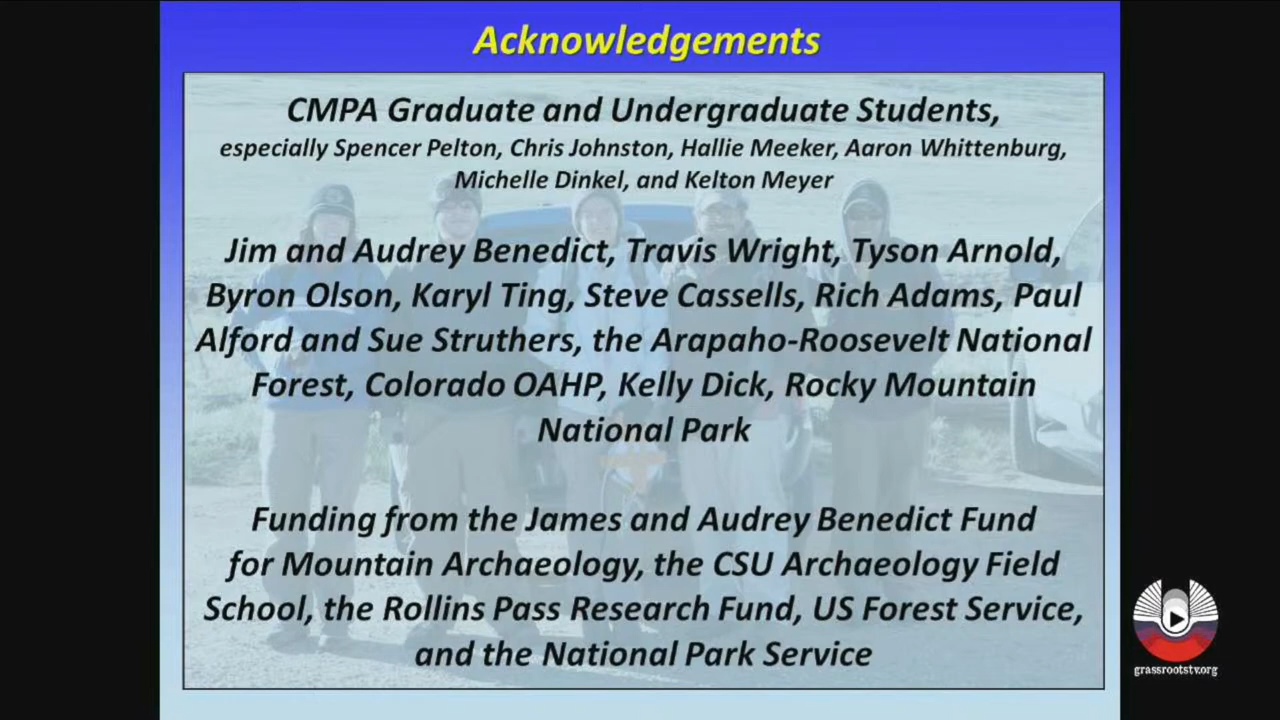 Acknowledgements
CMPA Graduate and Undergraduate Students,
especially Spencer Pelton, Chris Johnston, Hallie Meeker, Aaron Whittenburg,
Michelle Dinkel, and Kelton Meyer
Jim and Audrey Benedict, Travis Wright, Tyson Arnold,
Byron Olson, Karyl Ting, Steve Cassells, Rich Adams, Paul
Alford and Sue Struthers, the Arapaho-Roosevelt National
Forest, Colorado OAHP, Kelly Dick, Rocky Mountain
National Park
Funding from the James and Audrey Benedict Fund
for Mountain Archaeology, the CSU Archaeology Field
School, the Rollins Pass Research Fund, US Forest Service,
and the National Park Service
grassrootstv.org